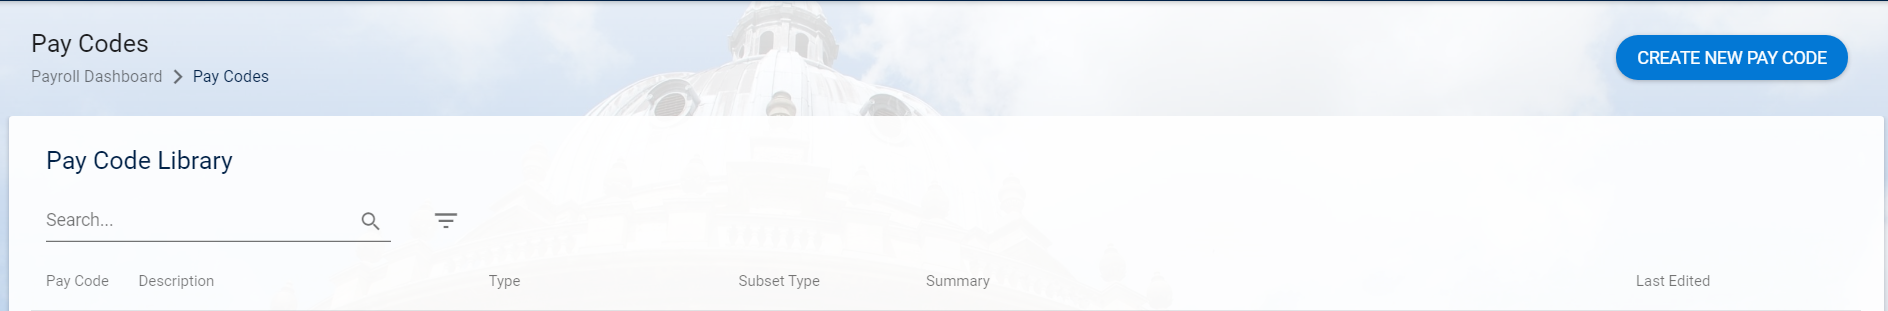 Pay Codes
Payroll Dashboard > Pay Codes
CREATE NEW PAY CODE
Pay Code Library
Search...
Pay Code Description Type Subset Type Summary Last Edited